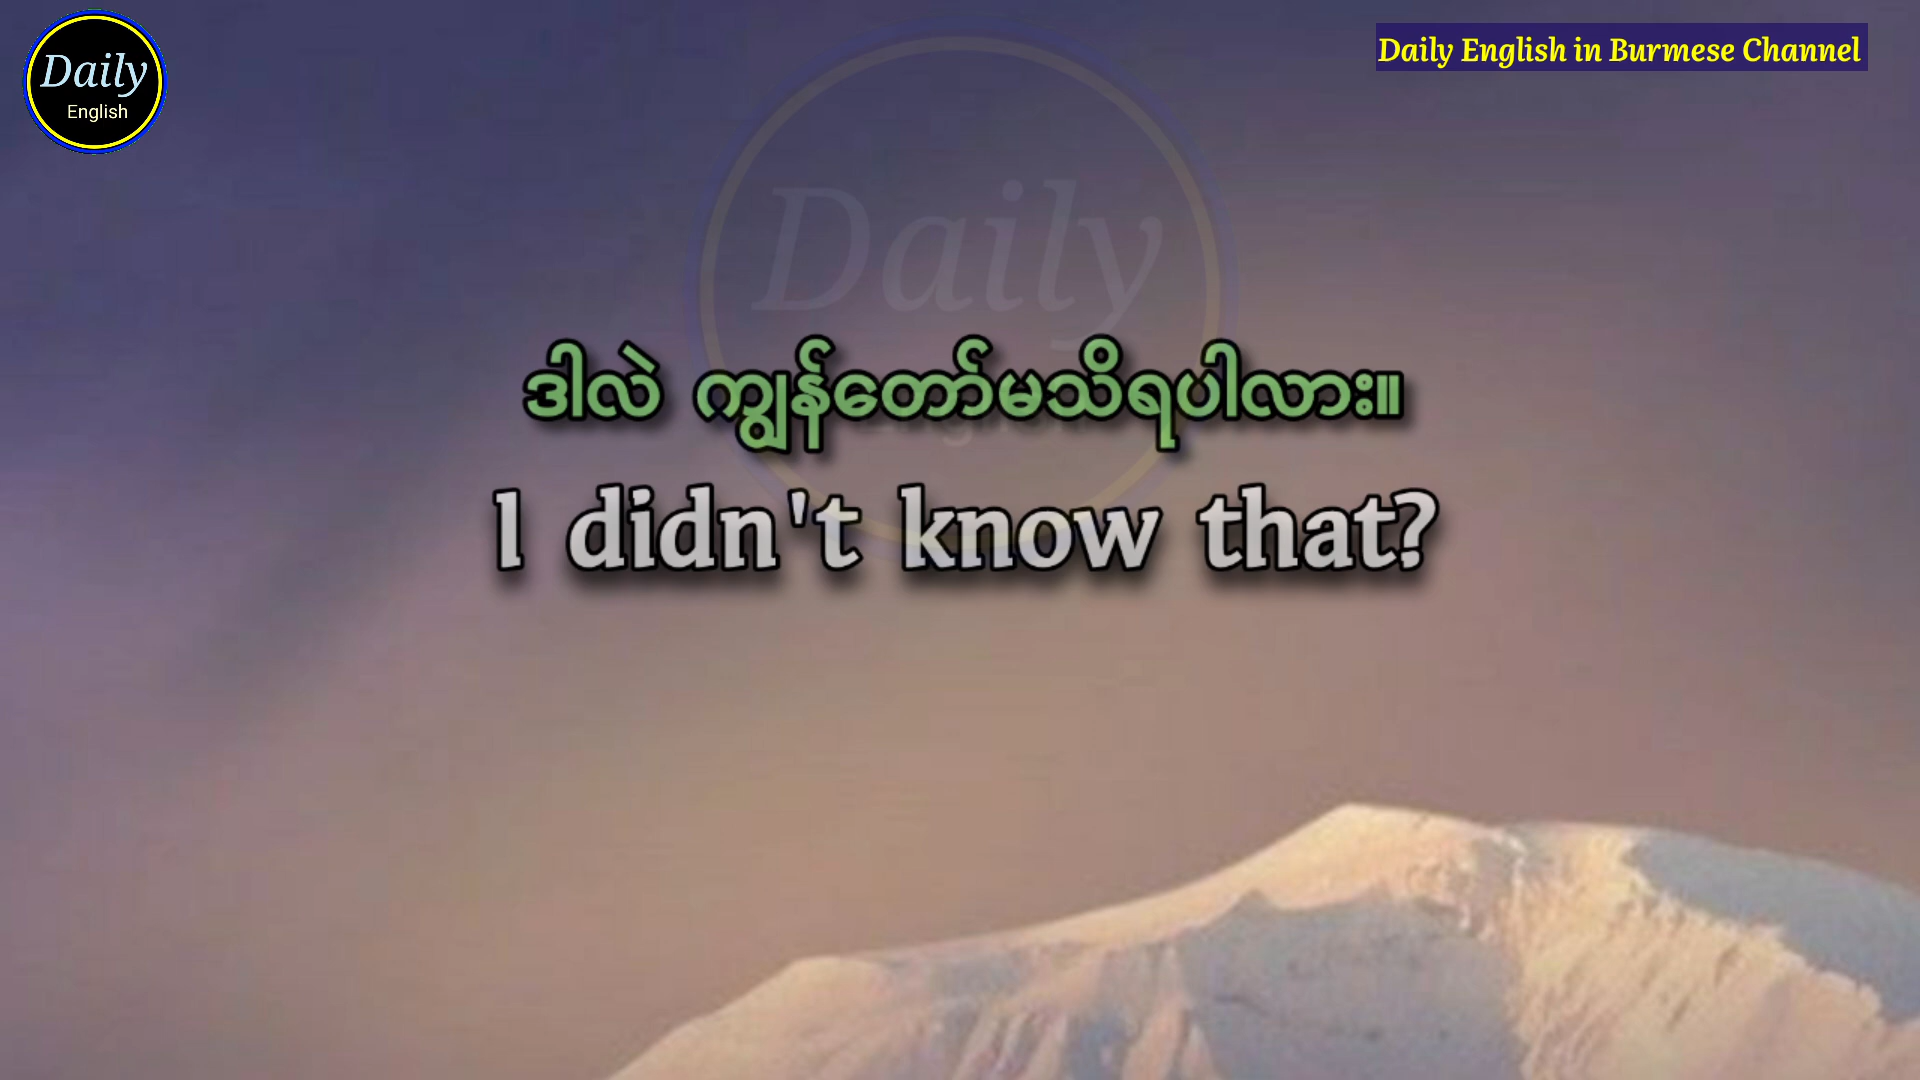 Daily
English
Daily English in Burmese Channel
Daily
ဒါလဲ ကျွန်တော်မသိရပါလား။
I didn't know that?